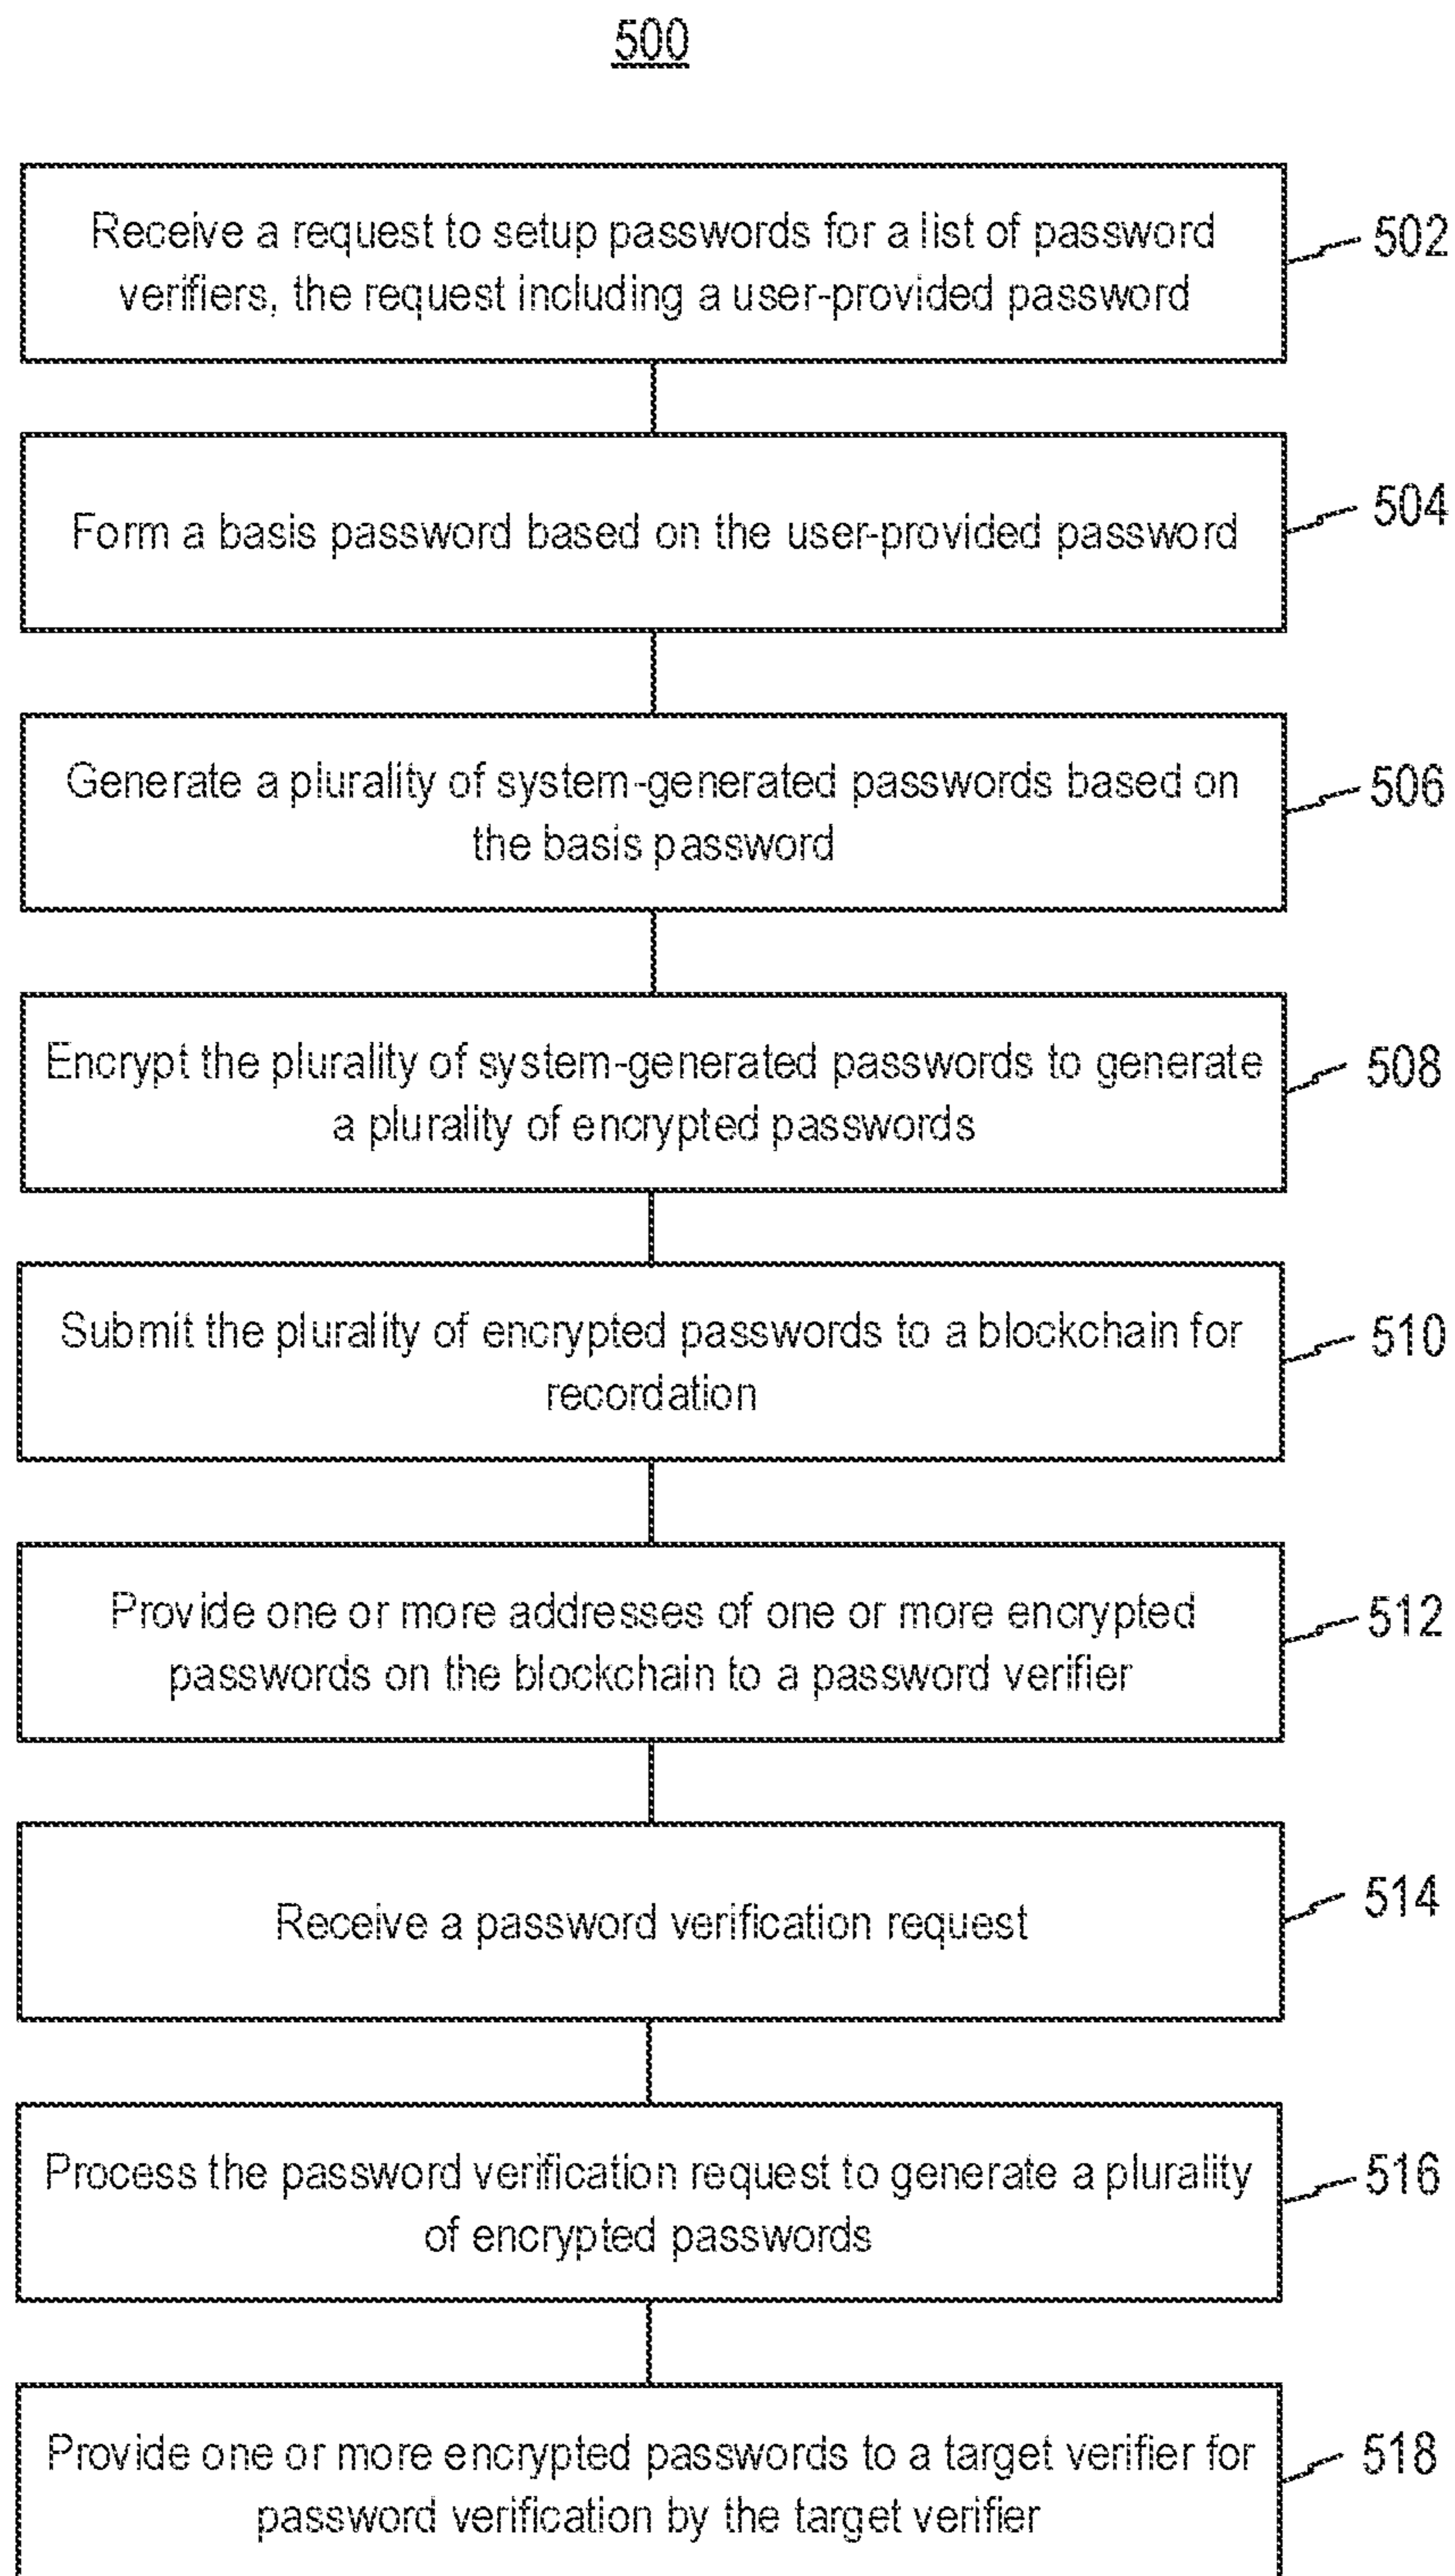 500
Receive a request to setup passwords for a list of password
verifiers, the request including a user-provided password
502
Form a basis password based on the user-provided password
504
Generate a plurality of system-generated passwords based on
the basis password
506
Encrypt the plurality of system-generated passwords to generate
a plurality of encrypted passwords
508
Submit the plurality of encrypted passwords to a blockchain for
recordation
510
Provide one or more addresses of one or more encrypted
passwords on the blockchain to a password verifier
512
Receive a password verification request
514
Process the password verification request to generate a plurality
of encrypted passwords
516
Provide one or more encrypted passwords to a target verifier for
password verification by the target verifier
518